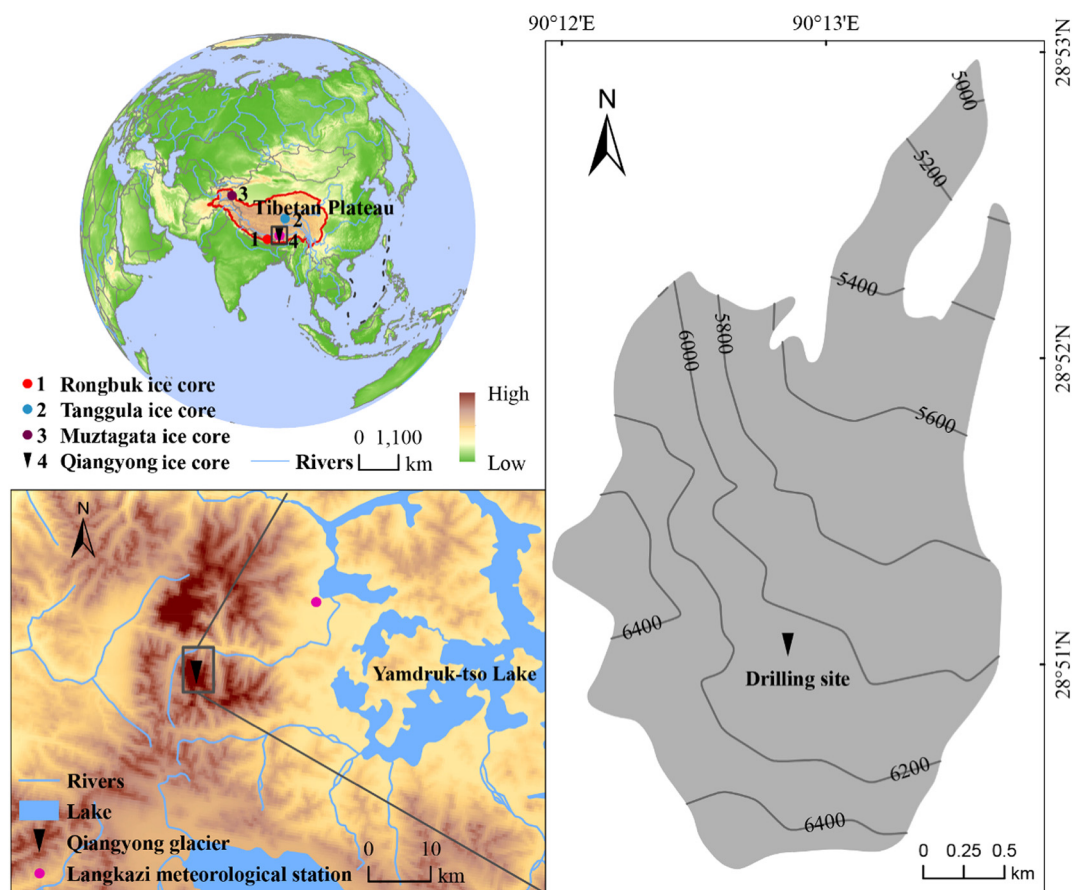 90°12'E 90°13'E
28°53'N
28°52'N
28°51'N
N
5000
5200
5400
5600
5800
6000
6400
6200
6400
Drilling site
0 0.25 0.5
km
Tibetan Plateau
3
2
1
4
1 Rongbuk ice core
2 Tanggula ice core
3 Muztagata ice core
4 Qiangyong ice core
Rivers
0 1,100
km
High
Low
N
Yamdruk-tso Lake
Rivers
Lake
Qiangyong glacier
Langkazi meteorological station
0 10
km